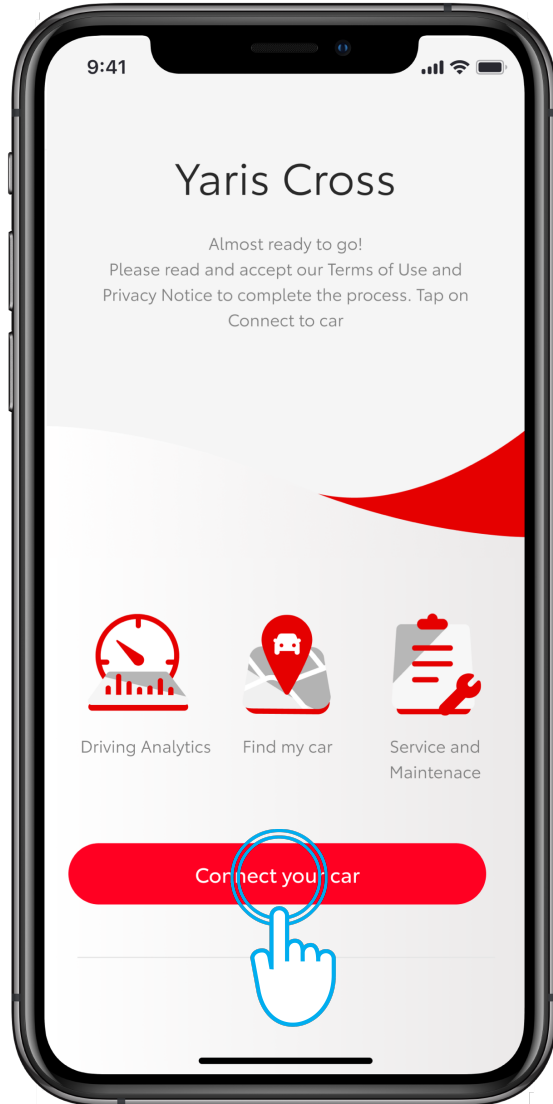 9:41
Yaris Cross
Almost ready to go!
Please read and accept our Terms of Use and
Privacy Notice to complete the process. Tap on
Connect to car
Driving Analytics
Find my car
Service and
Maintenace
Connect your car